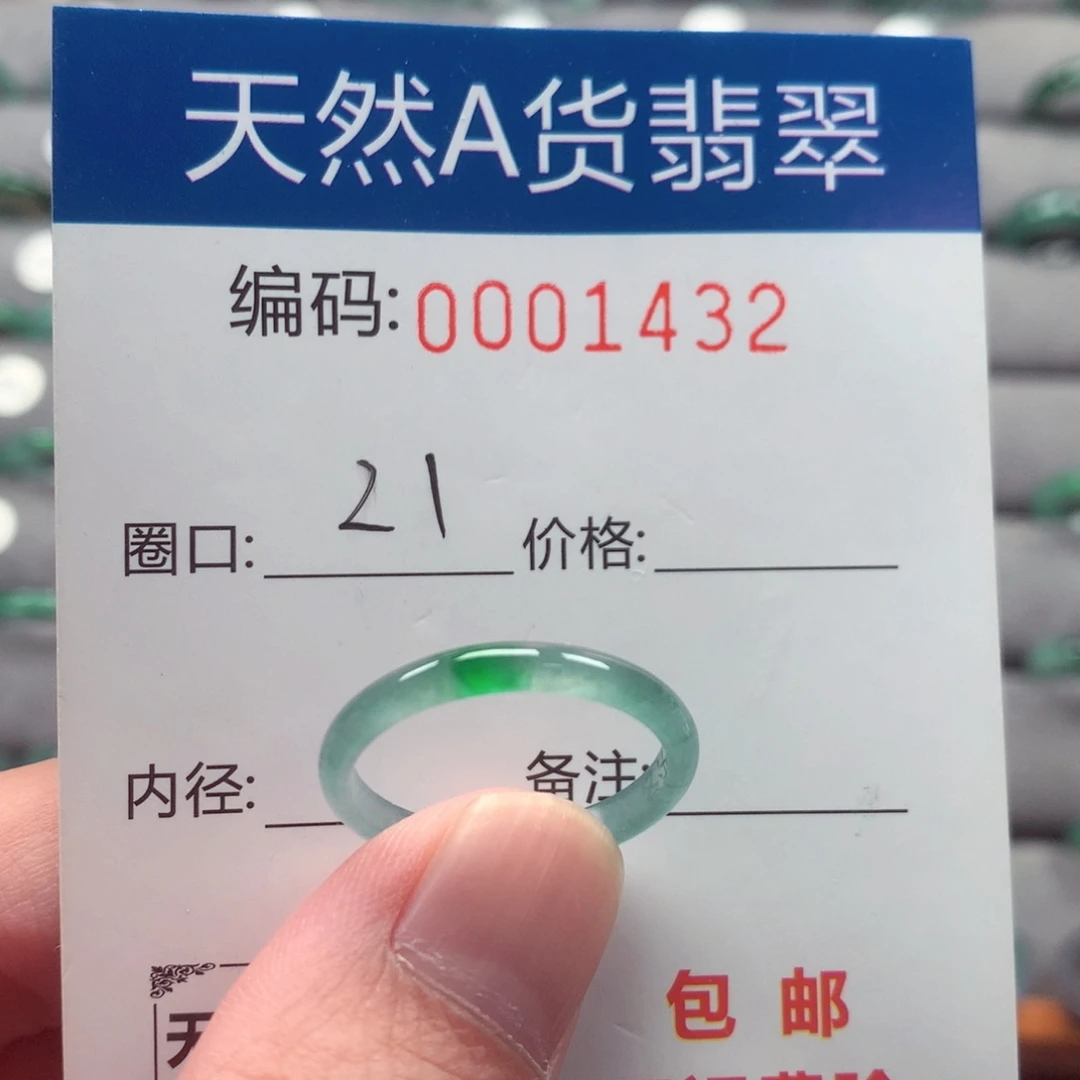 天然A货翡翠
编码:0001432
圈口: 21 价格:
内径: 备注:
天
包邮